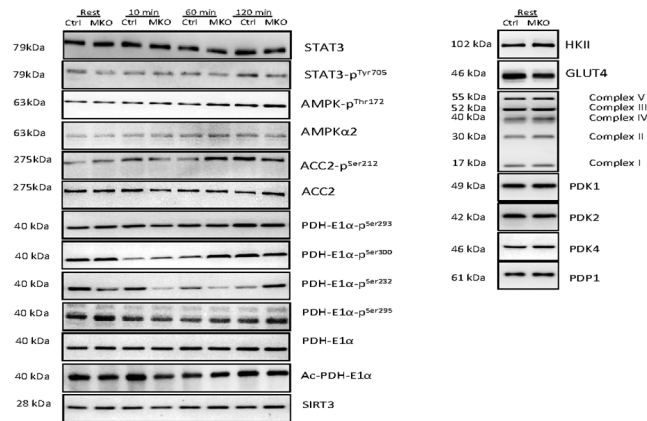 Rest 10 min 60 min 120 min
Ctrl MKO Ctrl MKO Ctrl MKO Ctrl MKO
79kDa STAT3
79kDa STAT3-pTyr705
63kDa AMPK-pThr172
63kDa AMPKα2
275kDa ACC2-pSer212
275kDa ACC2
40 kDa PDH-E1α-pSer293
40 kDa PDH-E1α-pSer300
40 kDa PDH-E1α-pSer232
40 kDa PDH-E1α-pSer295
40 kDa PDH-E1α
40 kDa Ac-PDH-E1α
28 kDa SIRT3
Rest
Ctrl MKO
102 kDa HKII
46 kDa GLUT4
55 kDa Complex V
52 kDa Complex III
40 kDa Complex IV
30 kDa Complex II
17 kDa Complex I
49 kDa PDK1
42 kDa PDK2
46 kDa PDK4
61 kDa PDP1